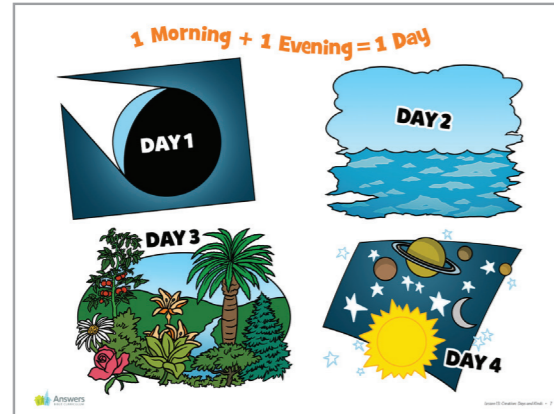 1 Morning + 1 Evening = 1 Day
DAY 1
DAY 2
DAY 3
DAY 4
Answers